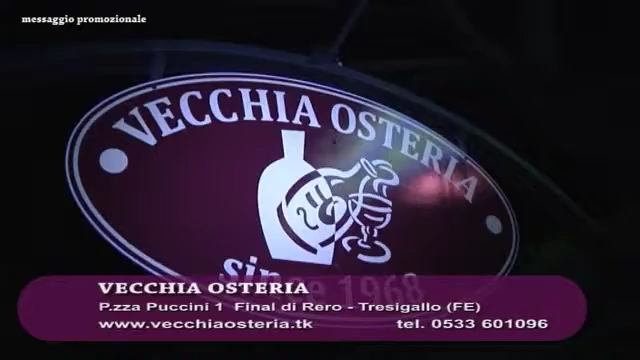 messaggio promozionale
VECCHIA OSTERIA
since 1968
VECCHIA OSTERIA
P.zza Puccini 1 Final di Rero - Tresigallo (FE)
www.vecchiaosteria.tk tel. 0533 601096